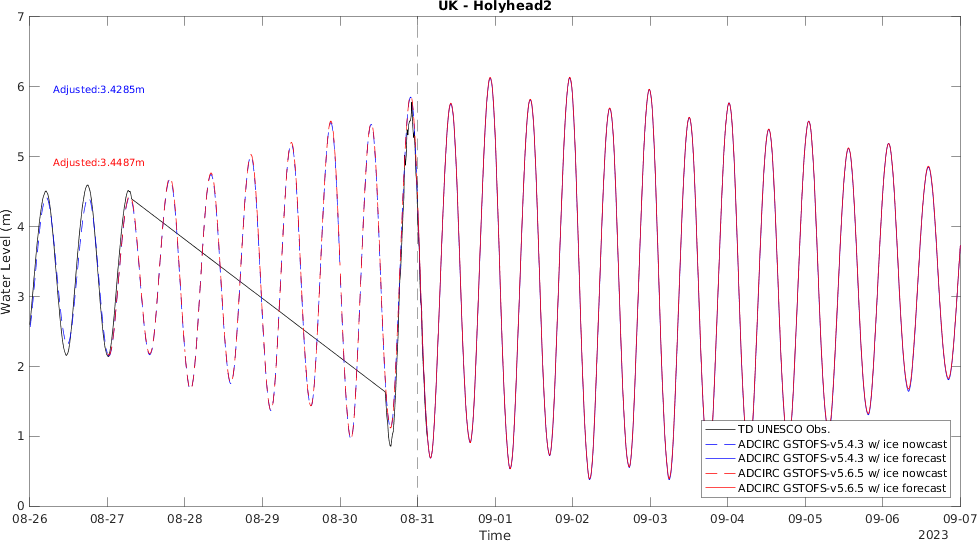 UK - Holyhead2
7
6
5
4
3
2
1
0
Water Level (m)
Adjusted:3.4285m
Adjusted:3.4487m
TD UNESCO Obs.
ADCIRC GSTOFS-v5.4.3 w/ ice nowcast
ADCIRC GSTOFS-v5.4.3 w/ ice forecast
ADCIRC GSTOFS-v5.6.5 w/ ice nowcast
ADCIRC GSTOFS-v5.6.5 w/ ice forecast
08-26 08-27 08-28 08-29 08-30 08-31 09-01 09-02 09-03 09-04 09-05 09-06 09-07
Time
2023